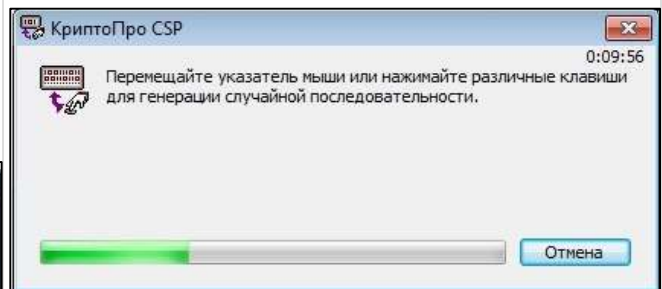 КриптоПро CSP
0:09:56
Перемещайте указатель мыши или нажимайте различные клавиши
для генерации случайной последовательности.
Отмена